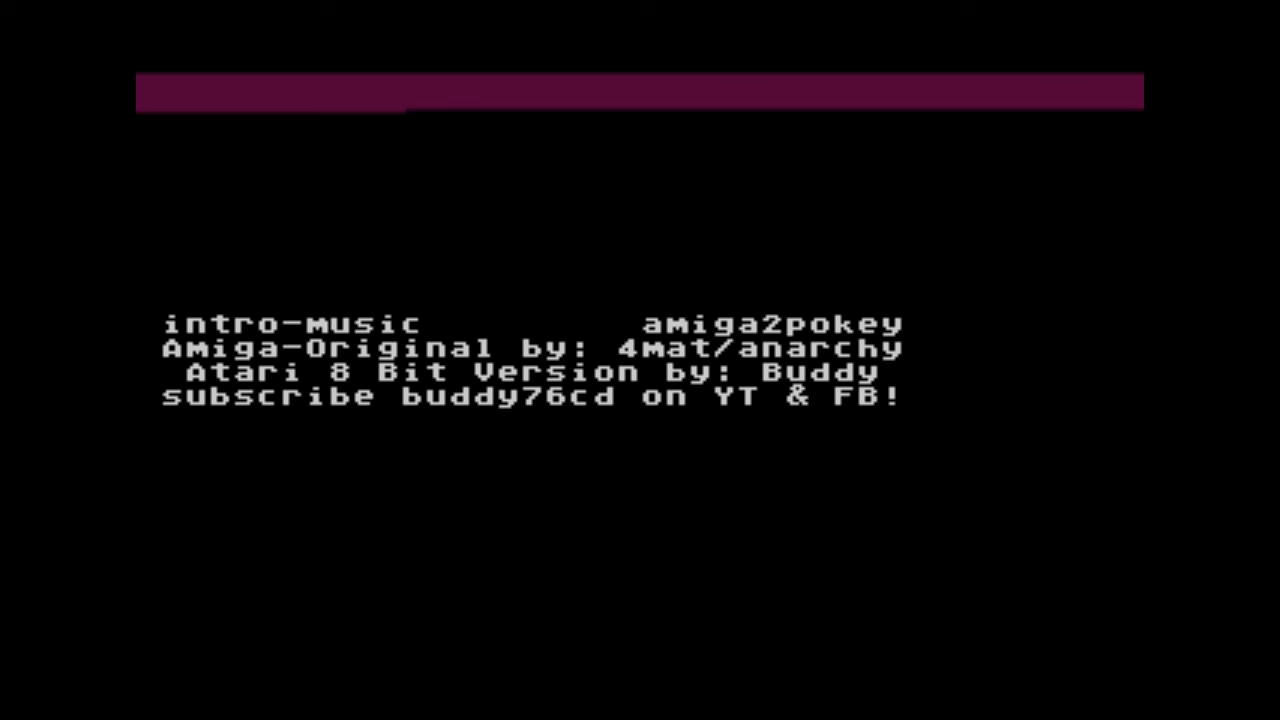 intro-music amiga2pokey
Amiga-Original by: 4mat/anarchy
Atari 8 Bit Version by: Buddy
subscribe buddy76cd on YT & FB!